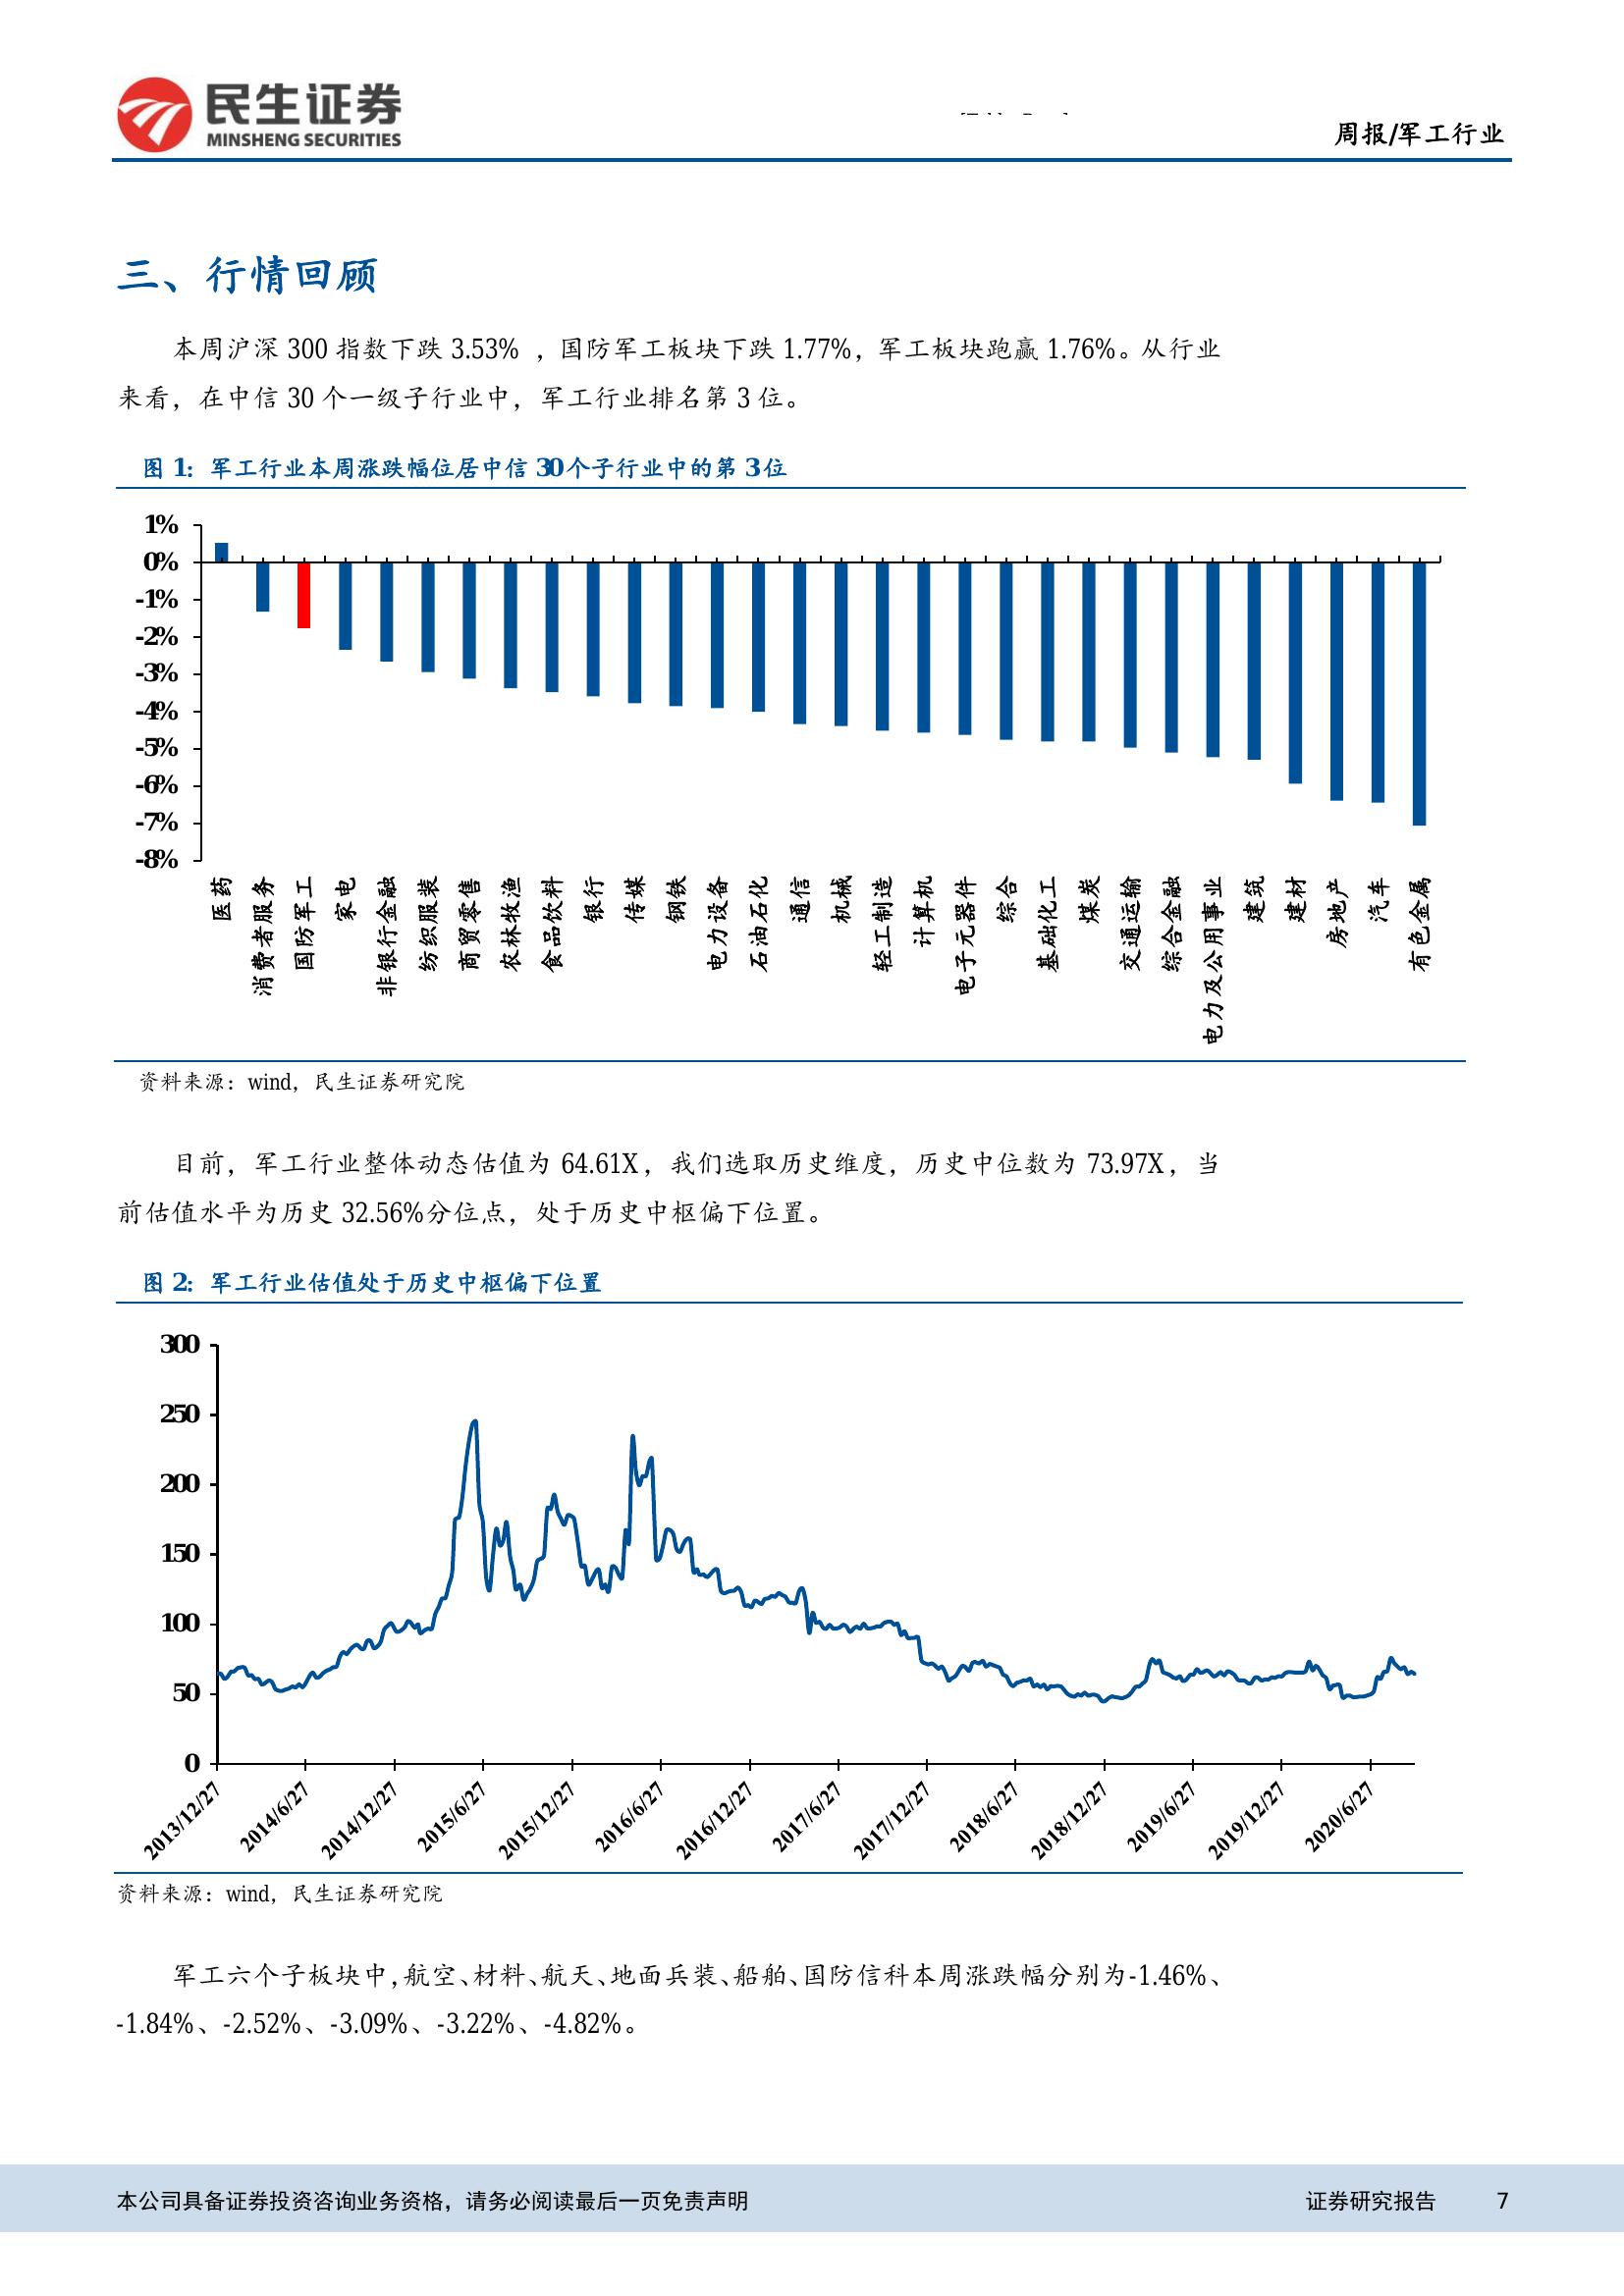 民生证券
MINSHENG SECURITIES
周报/军工行业
三、行情回顾
本周沪深 300 指数下跌 3.53% ，国防军工板块下跌 1.77%，军工板块跑赢 1.76%。从行业
来看，在中信 30 个一级子行业中，军工行业排名第 3 位。
图 1：军工行业本周涨跌幅位居中信 30 个子行业中的第 3 位
1%
0%
-1%
-2%
-3%
-4%
-5%
-6%
-7%
-8%
医药
消费者服务
国防军工
家电
非银行金融
纺织服装
商贸零售
农林牧渔
食品饮料
银行
传媒
钢铁
电力设备
石油石化
通信
机械
轻工制造
计算机
电子元器件
综合
基础化工
煤炭
交通运输
综合金融
电力及公用事业
建筑
建材
房地产
汽车
有色金属
资料来源：wind，民生证券研究院
目前，军工行业整体动态估值为 64.61X，我们选取历史维度，历史中位数为 73.97X，当
前估值水平为历史 32.56%分位点，处于历史中枢偏下位置。
图 2：军工行业估值处于历史中枢偏下位置
300
250
200
150
100
50
0
2013/12/27
2014/6/27
2014/12/27
2015/6/27
2015/12/27
2016/6/27
2016/12/27
2017/6/27
2017/12/27
2018/6/27
2018/12/27
2019/6/27
2019/12/27
2020/6/27
资料来源：wind，民生证券研究院
军工六个子板块中，航空、材料、航天、地面兵装、船舶、国防信科本周涨跌幅分别为-1.46%、
-1.84%、-2.52%、-3.09%、-3.22%、-4.82%。
本公司具备证券投资咨询业务资格，请务必阅读最后一页免责声明
证券研究报告 7